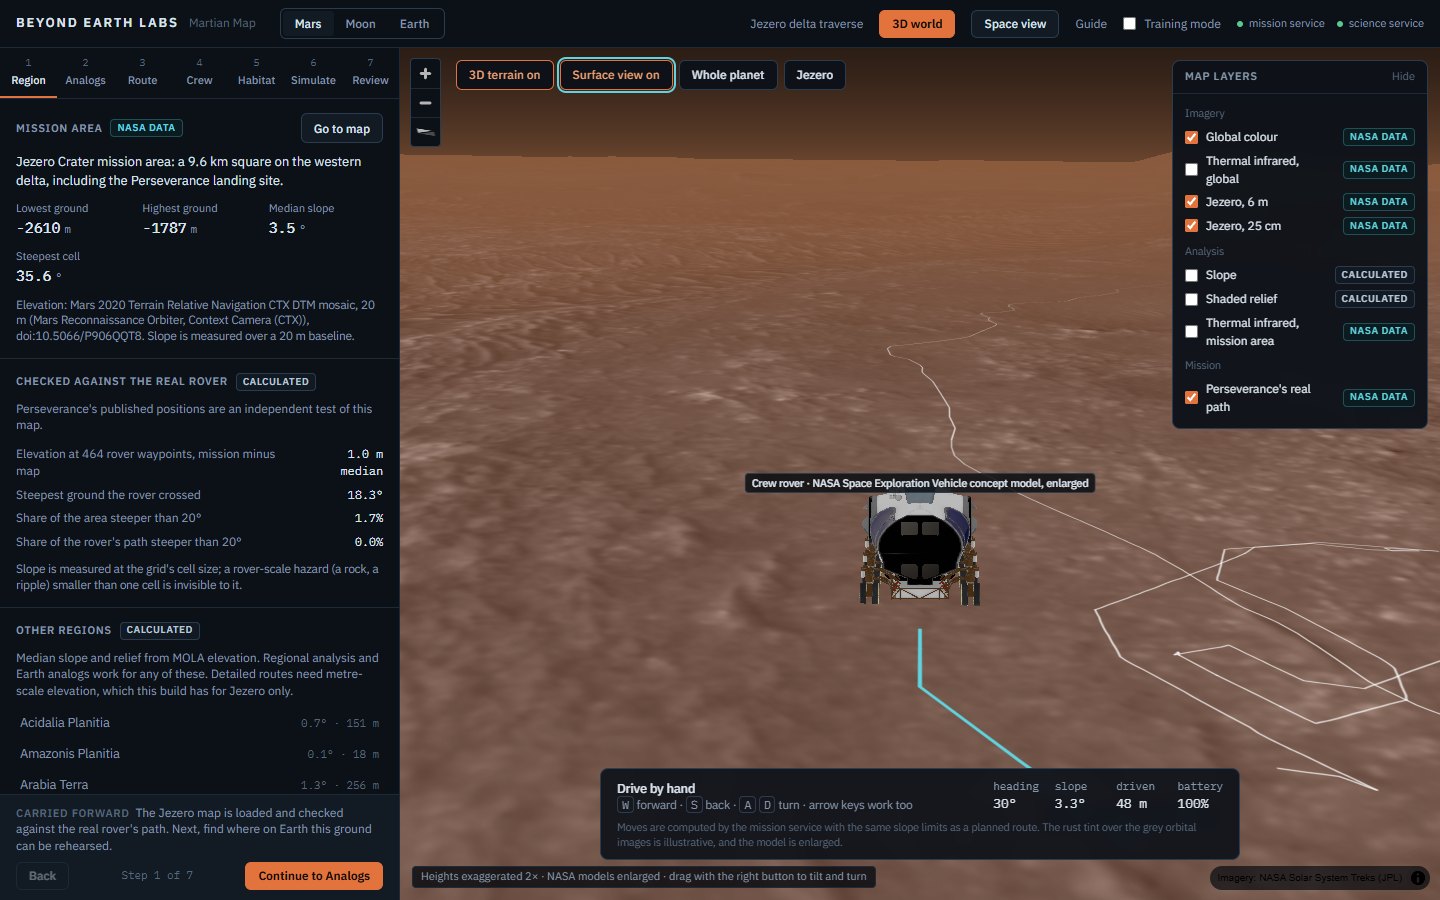 BEYOND EARTH LABS Martian Map
Mars Moon Earth
Jezero delta traverse 3D world Space view Guide Training mode mission service science service
1 2 3 4 5 6 7
Region Analogs Route Crew Habitat Simulate Review
MISSION AREA NASA DATA Go to map
Jezero Crater mission area: a 9.6 km square on the western
delta, including the Perseverance landing site.
Lowest ground Highest ground Median slope
-2610 m -1787 m 3.5 °
Steepest cell
35.6 °
Elevation: Mars 2020 Terrain Relative Navigation CTX DTM mosaic, 20
m (Mars Reconnaissance Orbiter, Context Camera (CTX)),
doi:10.5066/P906QQT8. Slope is measured over a 20 m baseline.
CHECKED AGAINST THE REAL ROVER CALCULATED
Perseverance's published positions are an independent test of this
map.
Elevation at 464 rover waypoints, mission minus 1.0 m
map median
Steepest ground the rover crossed 18.3°
Share of the area steeper than 20° 1.7%
Share of the rover's path steeper than 20° 0.0%
Slope is measured at the grid's cell size; a rover-scale hazard (a rock, a
ripple) smaller than one cell is invisible to it.
OTHER REGIONS CALCULATED
Median slope and relief from MOLA elevation. Regional analysis and
Earth analogs work for any of these. Detailed routes need metre-
scale elevation, which this build has for Jezero only.
Acidalia Planitia 0.7° · 151 m
Amazonis Planitia 0.1° · 18 m
Arabia Terra 1.3° · 256 m
CARRIED FORWARD The Jezero map is loaded and checked
against the real rover's path. Next, find where on Earth this ground
can be rehearsed.
Back Step 1 of 7 Continue to Analogs
3D terrain on Surface view on Whole planet Jezero
MAP LAYERS Hide
Imagery
Global colour NASA DATA
Thermal infrared,
global NASA DATA
Jezero, 6 m NASA DATA
Jezero, 25 cm NASA DATA
Analysis
Slope CALCULATED
Shaded relief CALCULATED
Thermal infrared,
mission area NASA DATA
Mission
Perseverance's real
path NASA DATA
Crew rover · NASA Space Exploration Vehicle concept model, enlarged
Drive by hand
W forward · S back · A D turn · arrow keys work too
heading slope driven battery
30° 3.3° 48 m 100%
Moves are computed by the mission service with the same slope limits as a planned route. The rust tint over the grey orbital
images is illustrative, and the model is enlarged.
Heights exaggerated 2× · NASA models enlarged · drag with the right button to tilt and turn
Imagery: NASA Solar System Treks (JPL)